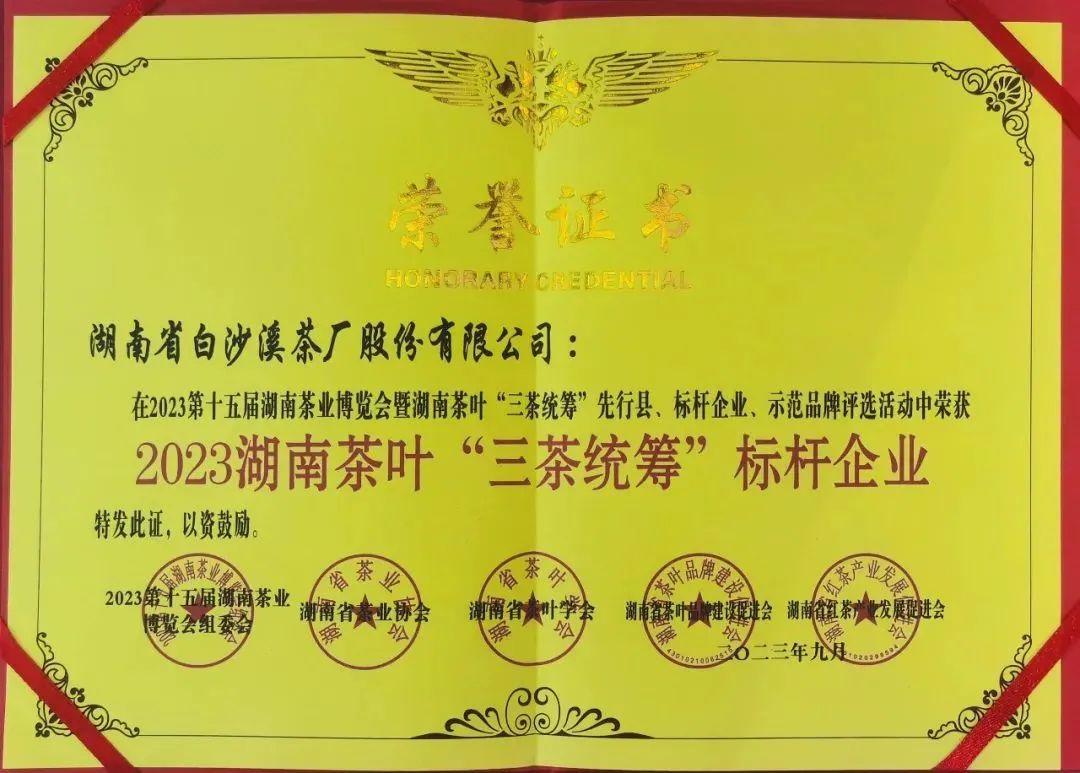 荣誉证书
HONORARY CREDENTIAL
湖南省白沙溪茶厂股份有限公司：
在2023第十五届湖南茶业博览会暨湖南茶叶“三茶统筹”先行县、标杆企业、示范品牌评选活动中荣获
2023湖南茶叶“三茶统筹”标杆企业
特发此证，以资鼓励。
2023第十五届湖南茶业
博览会组委会
湖南省茶业协会
湖南省茶叶学会
湖南省茶叶品牌建设促进会
湖南省红茶产业发展促进会
二〇二三年九月